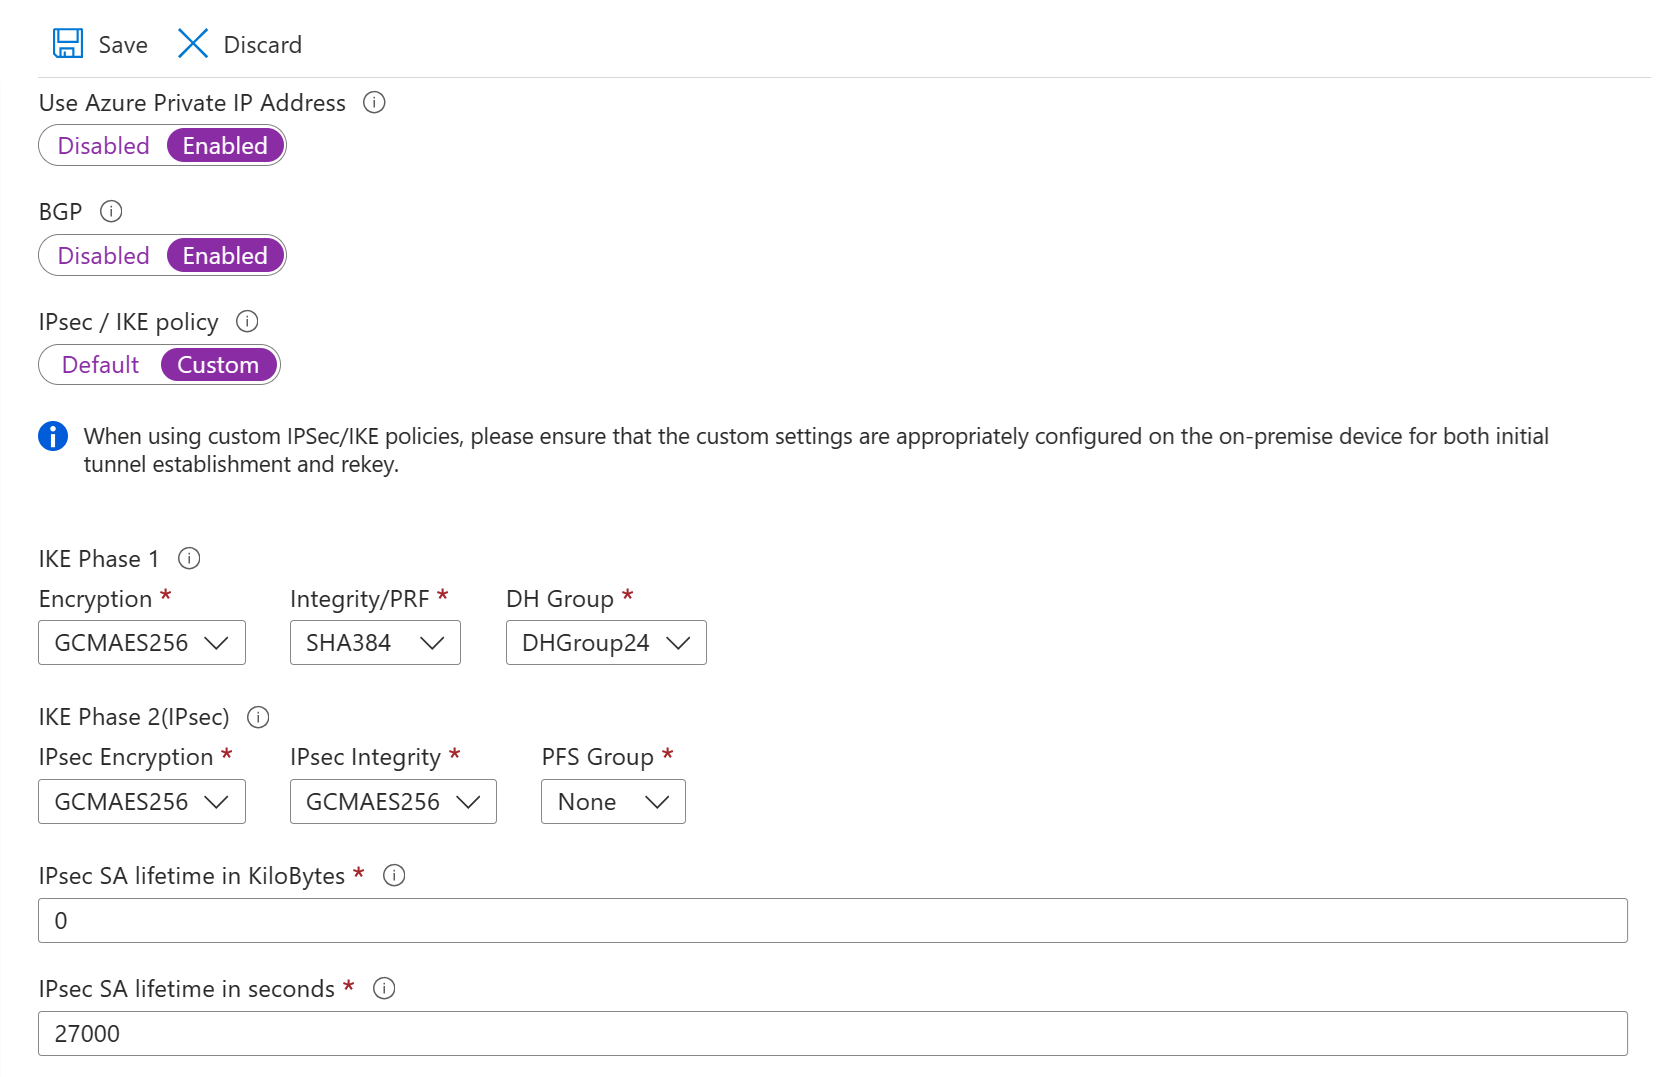 Save Discard
Use Azure Private IP Address
Disabled Enabled
BGP
Disabled Enabled
IPsec / IKE policy
Default Custom
When using custom IPSec/IKE policies, please ensure that the custom settings are appropriately configured on the on-premise device for both initial
tunnel establishment and rekey.
IKE Phase 1
Encryption * Integrity/PRF * DH Group *
GCMAES256 SHA384 DHGroup24
IKE Phase 2(IPsec)
IPsec Encryption * IPsec Integrity * PFS Group *
GCMAES256 GCMAES256 None
IPsec SA lifetime in KiloBytes *
0
IPsec SA lifetime in seconds *
27000